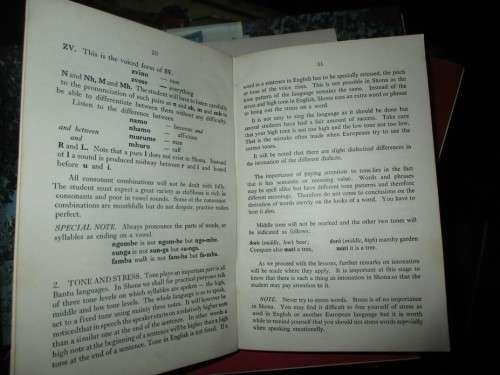 20
ZV. This is the voiced form of SV.
zvino — now
zvose — everything
N and Nh, M and Mh. The student will have to listen carefully
to the pronunciation of such pairs as n and nh, m and mh
be able to differentiate between them without any difficulty.
Listen to the difference between
namo — and
and nhamo — affliction
between murume — man
and mhuru — calf
R and L. Note that a pure l does not exist in Shona. Instead
of l a sound is produced midway between r and l and is found
before u and i.
All consonant combinations will not be dealt with fully.
The student must expect a great variety as chiShona is rich in
consonants and poor in vowel sounds. Some of the consonant
combinations are mouthfuls but do not despair, practice makes
perfect.
SPECIAL NOTE. Always pronounce the parts of words, or
syllables as ending on a vowel.
ngombe is not ngom-be but ngo-mbe.
sunga is not sung-a but su-nga.
famba walk is not fam-ba but fa-mba.
2. TONE AND STRESS. Tone plays an important part in all
Bantu languages. In Shona we shall for practical purposes talk
of three tone levels on which syllables are spoken — the high,
middle and low tone levels. The whole language is to be spoken
set to a fixed tone using mainly these notes. It will however be
noticed that in speech the speaker starts on a relatively higher note
than a similar one at the end of the sentence. In other words a
high note at the beginning of a sentence will be higher than a high
tone at the end of a sentence. Tone in English is not fixed. If a
21
word in a sentence in English has to be specially stressed, the pitch
or tone of the voice rises. This is not possible in Shona as the
tone pattern of the language remains the same. Instead of the
stress and high tone in English, Shona uses an extra word or phrase
to bring out the stress on a word.
It is not easy to sing the language as it should be done but
several students have had a fair amount of success. Take care
that your high tone is not too high and the low tone not too low.
That is the mistake often made when Europeans try to use the
correct tones.
It will be noted that there are slight dialectical differences in
the intonation of the different dialects.
The importance of paying attention to tones lies in the fact
that it has semantic or meaning value. Words and phrases
may be spelt alike but have different tone patterns and therefore
different meanings. Therefore do not come to conclusions on the
derivation of words merely on the looks of a word. You have to
hear it also.
Middle tones will not be marked and the other two tones will
be indicated as follows:
(middle, low) bear, (middle, high) marshy garden
Compare also muti a tree, muti it is a tree.
As we proceed with the lessons, further remarks on intonation
will be made where they apply. It is important at this stage to
know that there is such a thing as intonation in Shona so that the
student may pay attention to it.
NOTE. Never try to stress words. Stress is of no importance
in Shona. You may find it difficult to free yourself of stress as
used in English or another European language but it is worth
while to remind yourself that you should not stress words especially
when speaking emotionally.